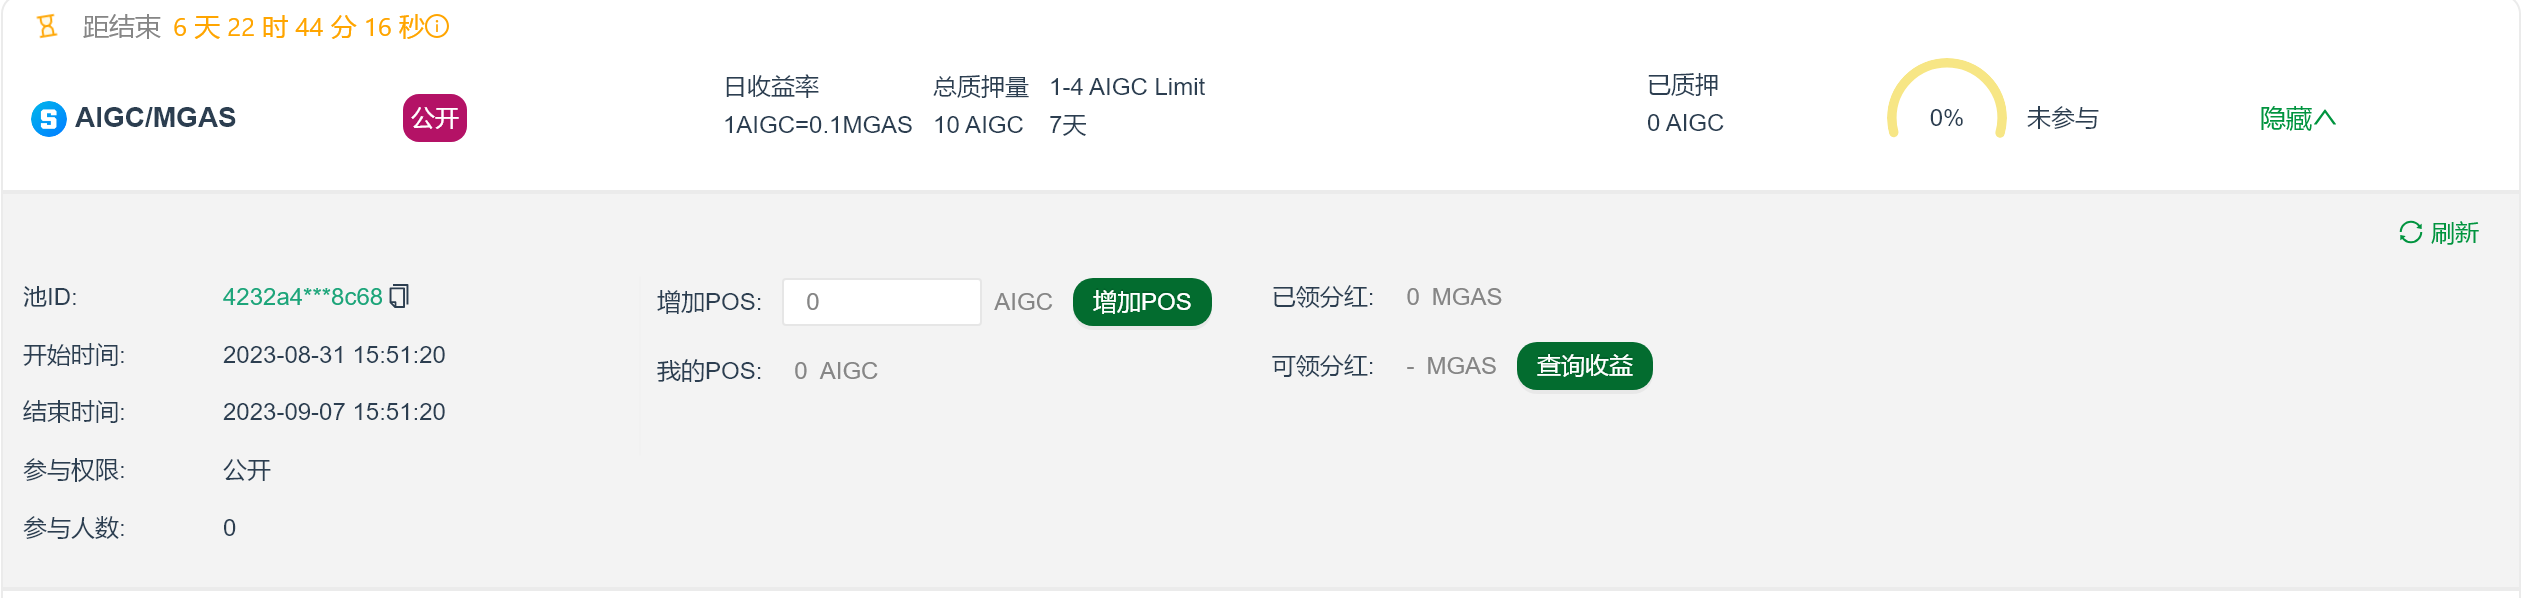 距结束 6 天 22 时 44 分 16 秒
AIGC/MGAS
公开
日收益率
1AIGC=0.1MGAS
总质押量
10 AIGC
1-4 AIGC Limit
7天
已质押
0 AIGC
0%
未参与
隐藏
刷新
池ID: 4232a4***8c68
开始时间: 2023-08-31 15:51:20
结束时间: 2023-09-07 15:51:20
参与权限: 公开
参与人数: 0
增加POS: 0 AIGC 增加POS
我的POS: 0 AIGC
已领分红: 0 MGAS
可领分红: - MGAS 查询收益